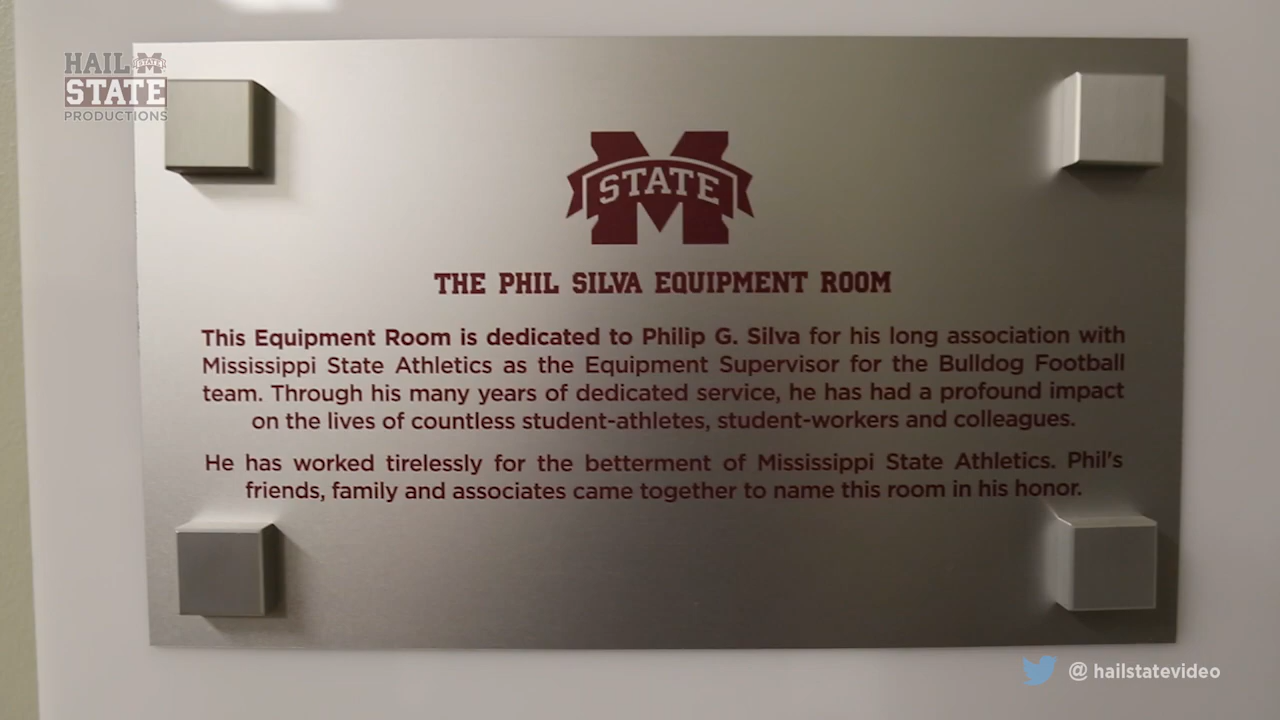 HAIL M STATE
STATE
PRODUCTIONS
STATE
THE PHIL SILVA EQUIPMENT ROOM
This Equipment Room is dedicated to Philip G. Silva for his long association with
Mississippi State Athletics as the Equipment Supervisor for the Bulldog Football
team. Through his many years of dedicated service, he has had a profound impact
on the lives of countless student-athletes, student-workers and colleagues.
He has worked tirelessly for the betterment of Mississippi State Athletics. Phil's
friends, family and associates came together to name this room in his honor.
@ hailstatevideo